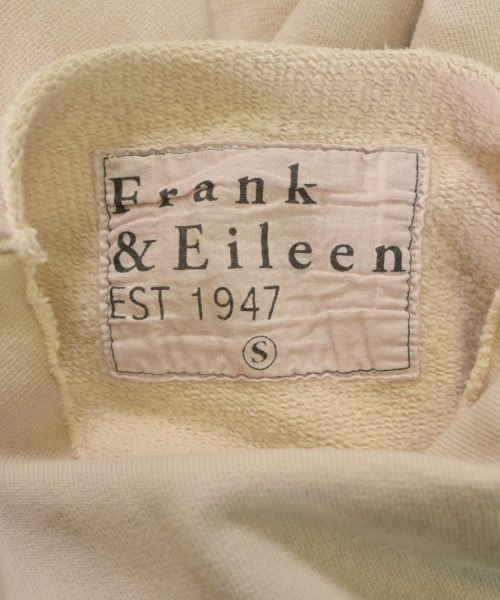 Frank
& Eileen
EST 1947
S